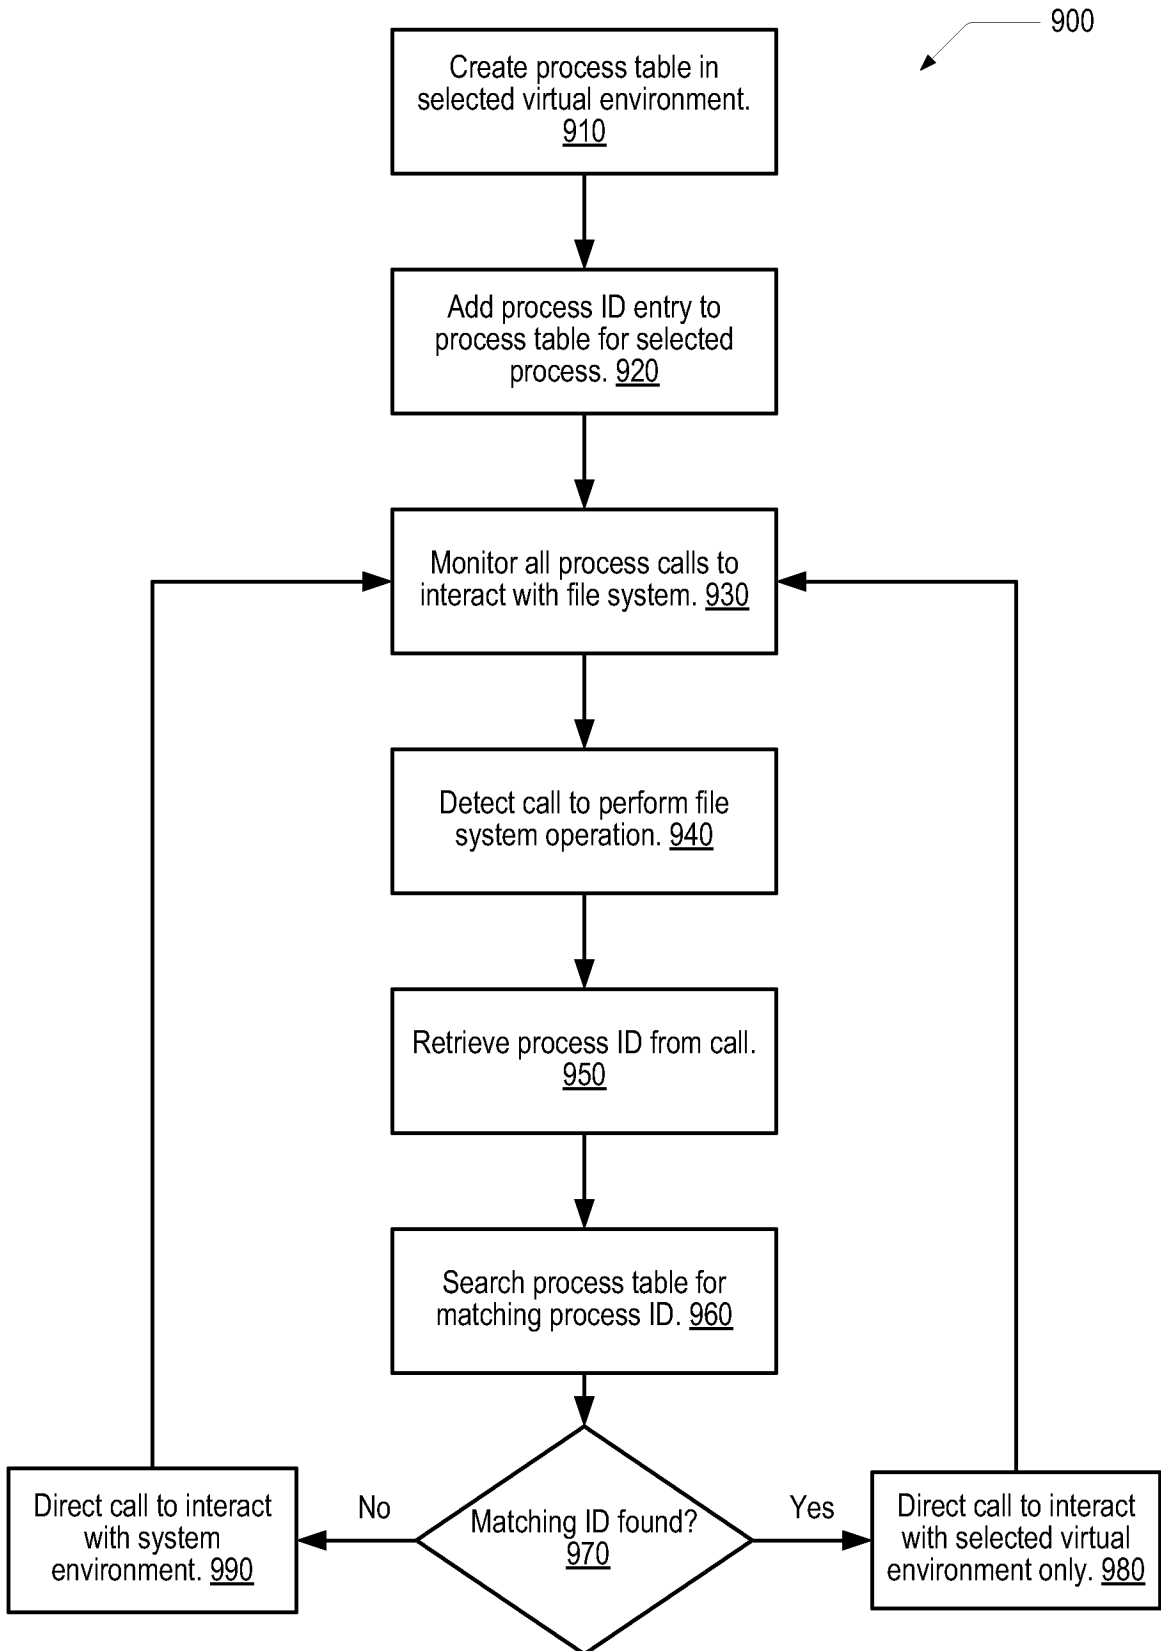 900
Create process table in
selected virtual environment.
910
Add process ID entry to
process table for selected
process. 920
Monitor all process calls to
interact with file system. 930
Detect call to perform file
system operation. 940
Retrieve process ID from call.
950
Search process table for
matching process ID. 960
Matching ID found?
970
No
Yes
Direct call to interact
with system
environment. 990
Direct call to interact
with selected virtual
environment only. 980